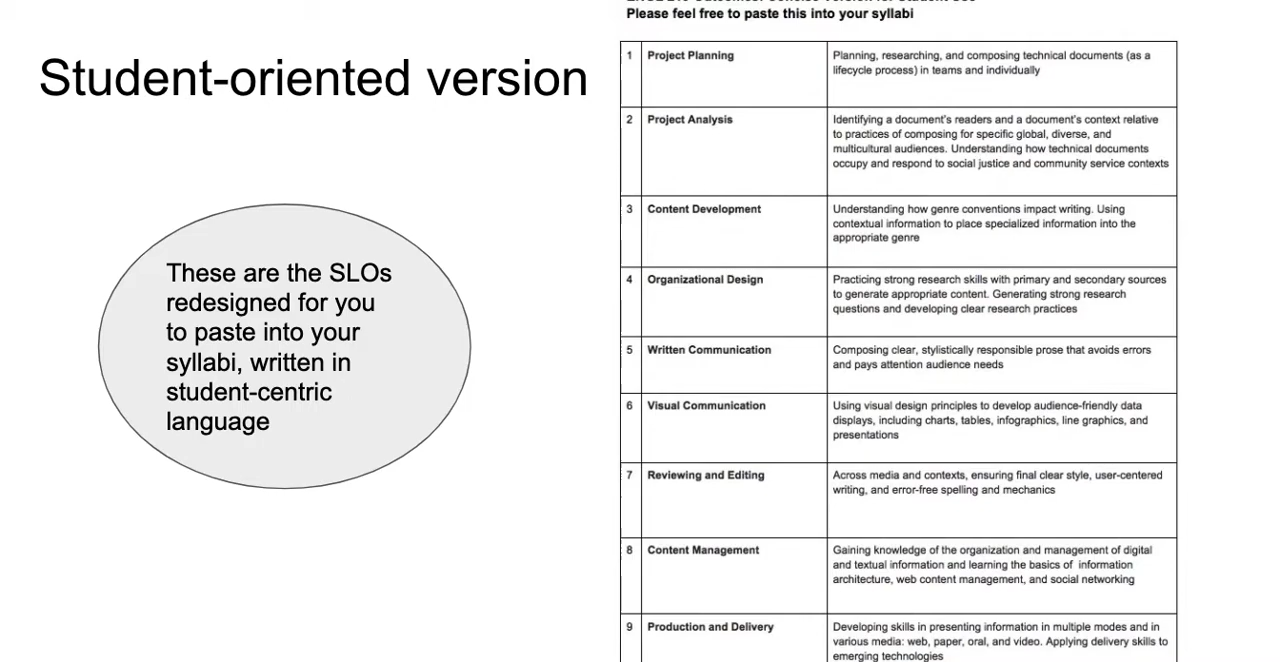 Student-oriented version
These are the SLOs
redesigned for you
to paste into your
syllabi, written in
student-centric
language
Please feel free to paste this into your syllabi
1 Project Planning Planning, researching, and composing technical documents (as a
lifecycle process) in teams and individually
2 Project Analysis Identifying a document's readers and a document's context relative
to practices of composing for specific global, diverse, and
multicultural audiences. Understanding how technical documents
occupy and respond to social justice and community service contexts
3 Content Development Understanding how genre conventions impact writing. Using
contextual information to place specialized information into the
appropriate genre
4 Organizational Design Practicing strong research skills with primary and secondary sources
to generate appropriate content. Generating strong research
questions and developing clear research practices
5 Written Communication Composing clear, stylistically responsible prose that avoids errors
and pays attention audience needs
6 Visual Communication Using visual design principles to develop audience-friendly data
displays, including charts, tables, infographics, line graphics, and
presentations
7 Reviewing and Editing Across media and contexts, ensuring final clear style, user-centered
writing, and error-free spelling and mechanics
8 Content Management Gaining knowledge of the organization and management of digital
and textual information and learning the basics of information
architecture, web content management, and social networking
9 Production and Delivery Developing skills in presenting information in multiple modes and in
various media: web, paper, oral, and video. Applying delivery skills to
emerging technologies